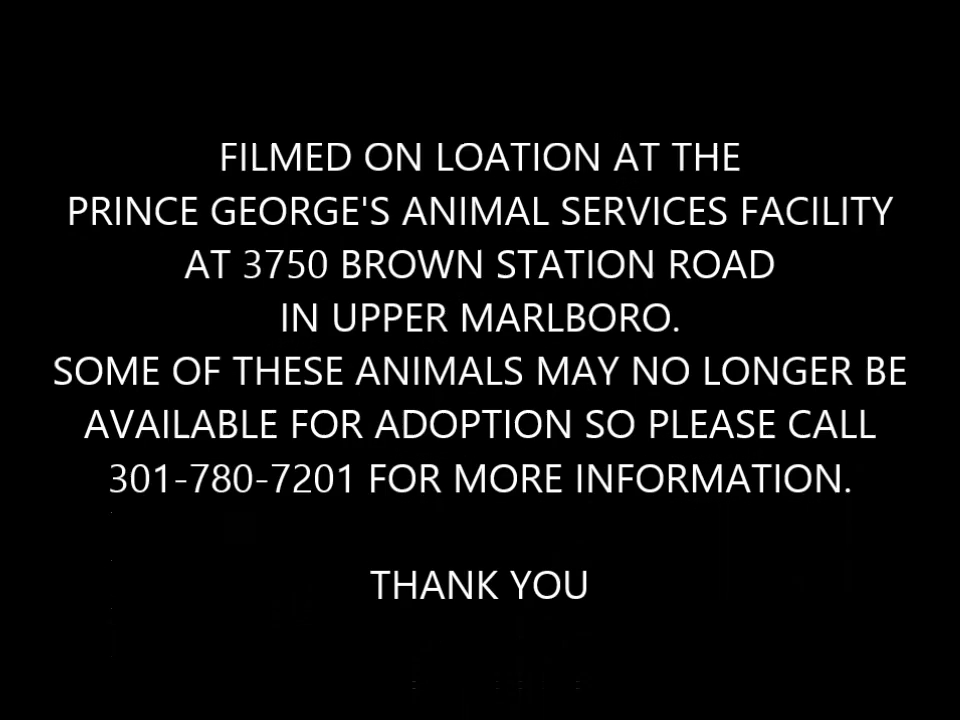 FILMED ON LOATION AT THE
PRINCE GEORGE'S ANIMAL SERVICES FACILITY
AT 3750 BROWN STATION ROAD
IN UPPER MARLBORO.
SOME OF THESE ANIMALS MAY NO LONGER BE
AVAILABLE FOR ADOPTION SO PLEASE CALL
301-780-7201 FOR MORE INFORMATION.
THANK YOU